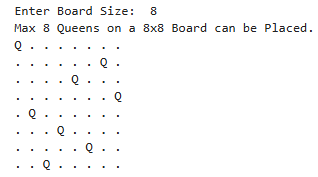 Enter Board Size:  8
Max 8 Queens on a 8x8 Board can be Placed.
Q . . . . . . .
. . . . . . Q .
. . . . Q . . .
. . . . . . . Q
. Q . . . . . .
. . . Q . . . .
. . . . . Q . .
. . Q . . . . .